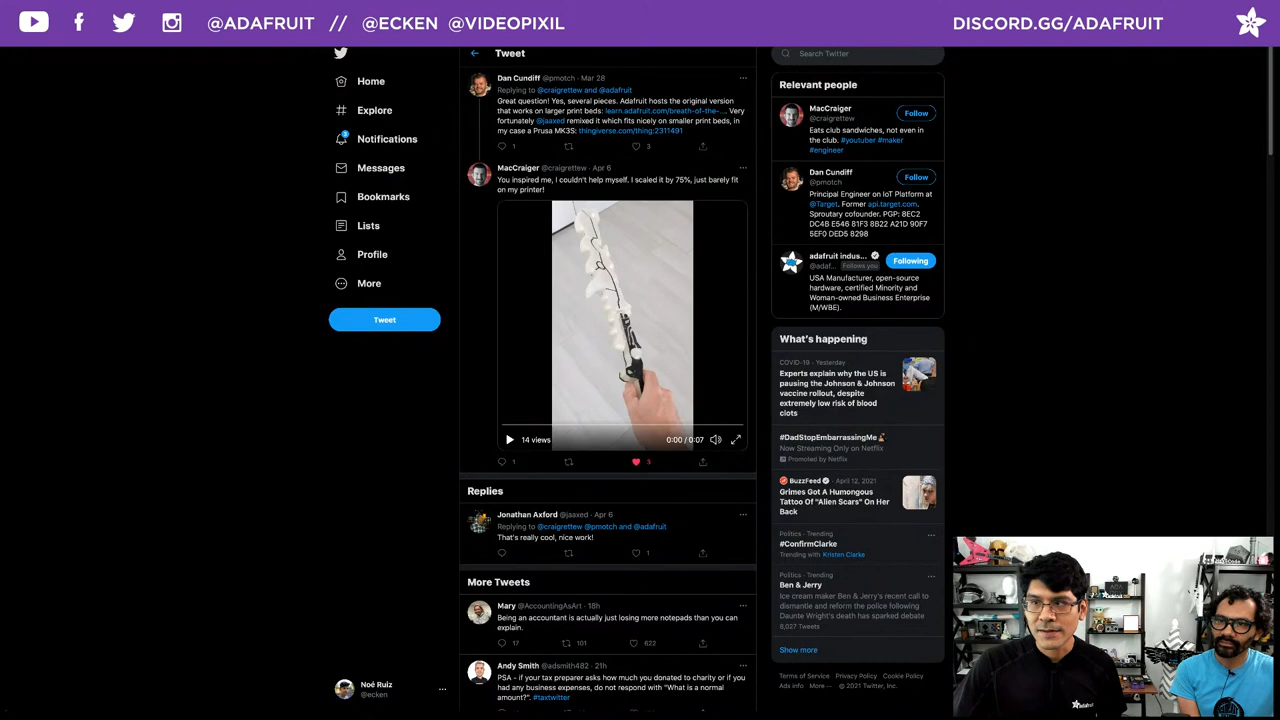 @ADAFRUIT // @ECKEN @VIDEOPIXIL
DISCORD.GG/ADAFRUIT
Tweet
Search Twitter
Home
Explore
Notifications
Messages
Bookmarks
Lists
Profile
More
Tweet
Noé Ruiz
@ecken
Dan Cundiff @pmotch · Mar 28
Replying to @craigrettew and @adafruit
Great question! Yes, several pieces. Adafruit hosts the original version
that works on larger print beds: learn.adafruit.com/breath-of-the-... Very
fortunately @jaaxed remixed it which fits nicely on smaller print beds, in
my case a Prusa MK3S: thingiverse.com/thing:2311491
1
3
MacCraiger @craigrettew · Apr 6
You inspired me, I couldn't help myself. I scaled it by 75%, just barely fit
on my printer!
14 views
0:00 / 0:07
1
3
Replies
Jonathan Axford @jaaxed · Apr 6
Replying to @craigrettew @pmotch and @adafruit
That's really cool, nice work!
1
More Tweets
Mary @AccountingAsArt · 18h
Being an accountant is actually just losing more notepads than you can
explain.
17
101
622
Andy Smith @adsmith482 · 21h
PSA - if your tax preparer asks how much you donated to charity or if you
had any business expenses, do not respond with "What is a normal
amount?". #taxtwitter
Relevant people
MacCraiger
@craigrettew
Follow
Eats club sandwiches, not even in
the club. #youtuber #maker
#engineer
Dan Cundiff
@pmotch
Follow
Principal Engineer on IoT Platform at
@Target. Former api.target.com.
Sproutary cofounder. PGP: 8EC2
DC4B E546 81F3 8B22 A21D 90F7
5EF0 DED5 8298
adafruit indus...
@adaf... Follows you
Following
USA Manufacturer, open-source
hardware, certified Minority and
Woman-owned Business Enterprise
(M/WBE).
What's happening
COVID-19 · Yesterday
Experts explain why the US is
pausing the Johnson & Johnson
vaccine rollout, despite
extremely low risk of blood
clots
#DadStopEmbarrassingMe
Now Streaming Only on Netflix
Promoted by Netflix
BuzzFeed · April 12, 2021
Grimes Got A Humongous
Tattoo Of "Alien Scars" On Her
Back
Politics · Trending
#ConfirmClarke
Trending with Kristen Clarke
Politics · Trending
Ben & Jerry
Ice cream maker Ben & Jerry's recent call to
dismantle and reform the police following
Daunte Wright's death has sparked debate
8,027 Tweets
Show more
Terms of Service Privacy Policy Cookie Policy
Ads info More ··· © 2021 Twitter, Inc.
adafruit